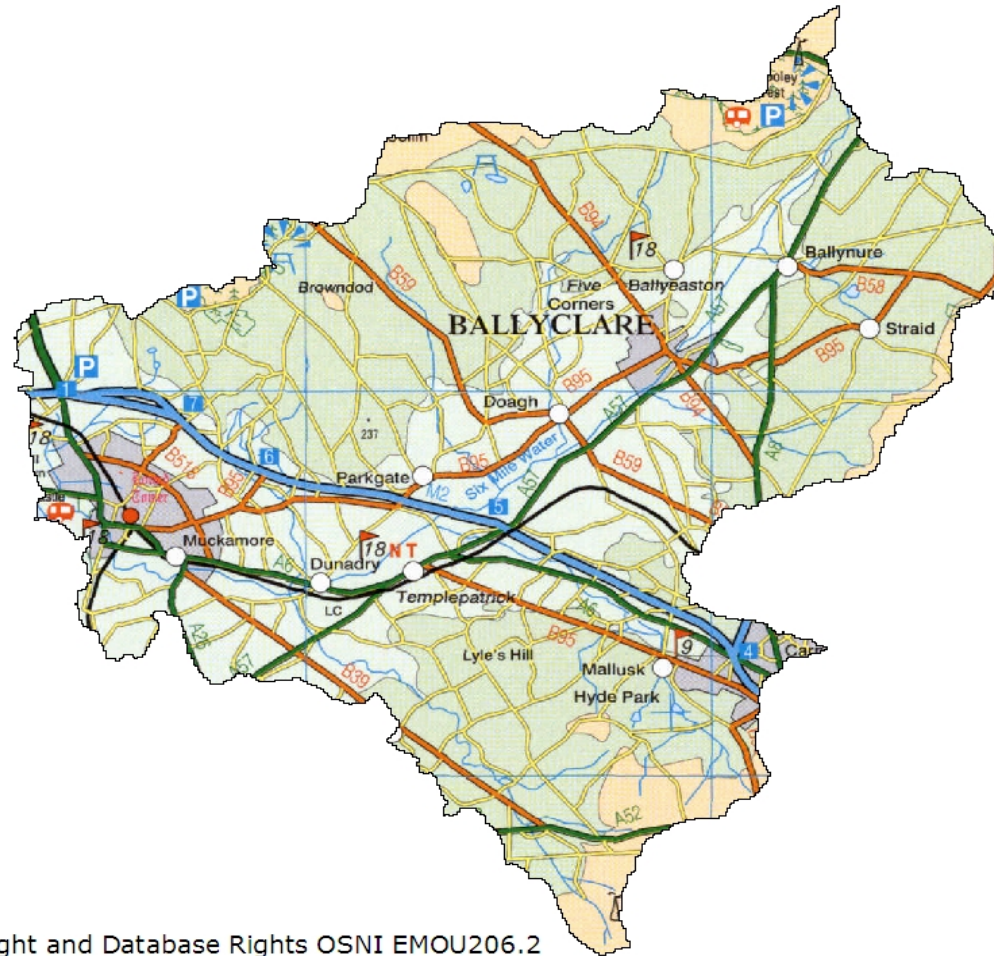 18
B94
Ballynure
Browndod
B59
Five
Corners
Ballyeaston
B58
BALLYCLARE
A57
Straid
B95
P
1
7
B95
Doagh
A57
B94
18
237
B518
6
B95
Parkgate
B95
Six Mile Water
B59
A8
M2
A57
5
18
Muckamore
18
NT
A6
Dunadry
LC
Templepatrick
A6
A26
A57
B39
B95
Lyle's Hill
9
4
Mallusk
Hyde Park
A52
ght and Database Rights OSNI EMOU206.2